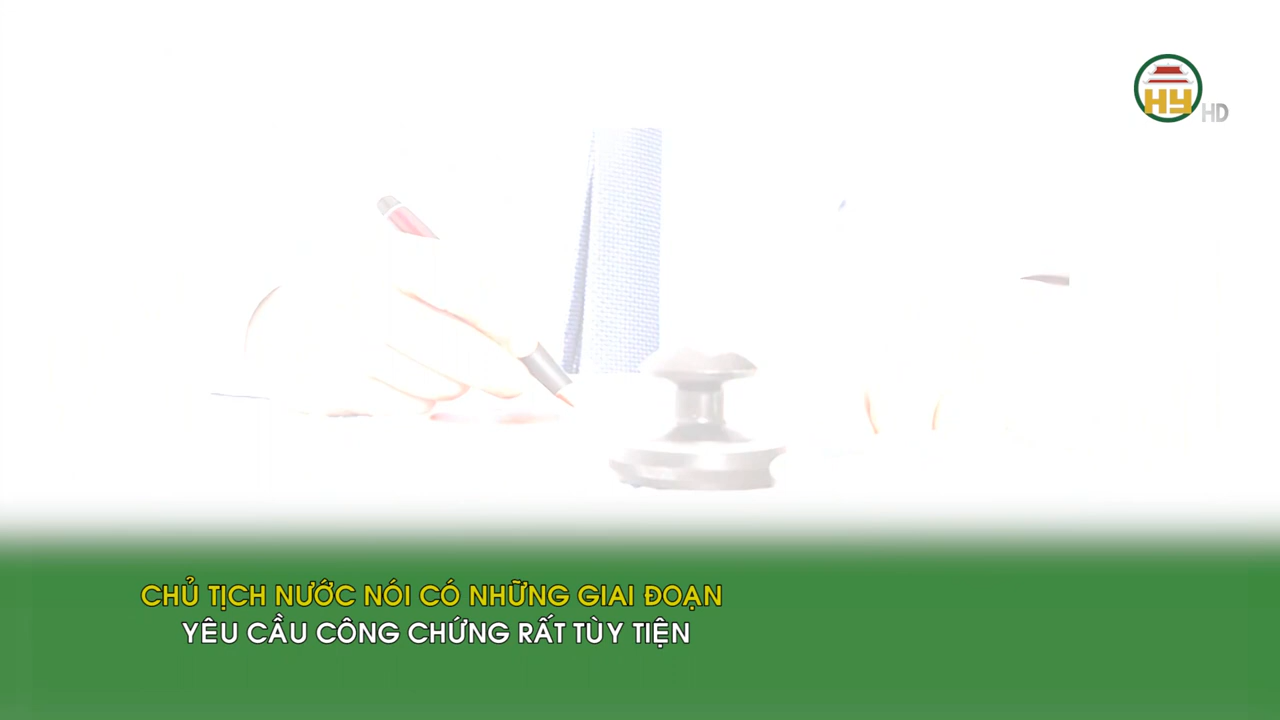 HY HD
CHỦ TỊCH NƯỚC NÓI CÓ NHỮNG GIAI ĐOẠN
YÊU CẦU CÔNG CHỨNG RẤT TÙY TIỆN